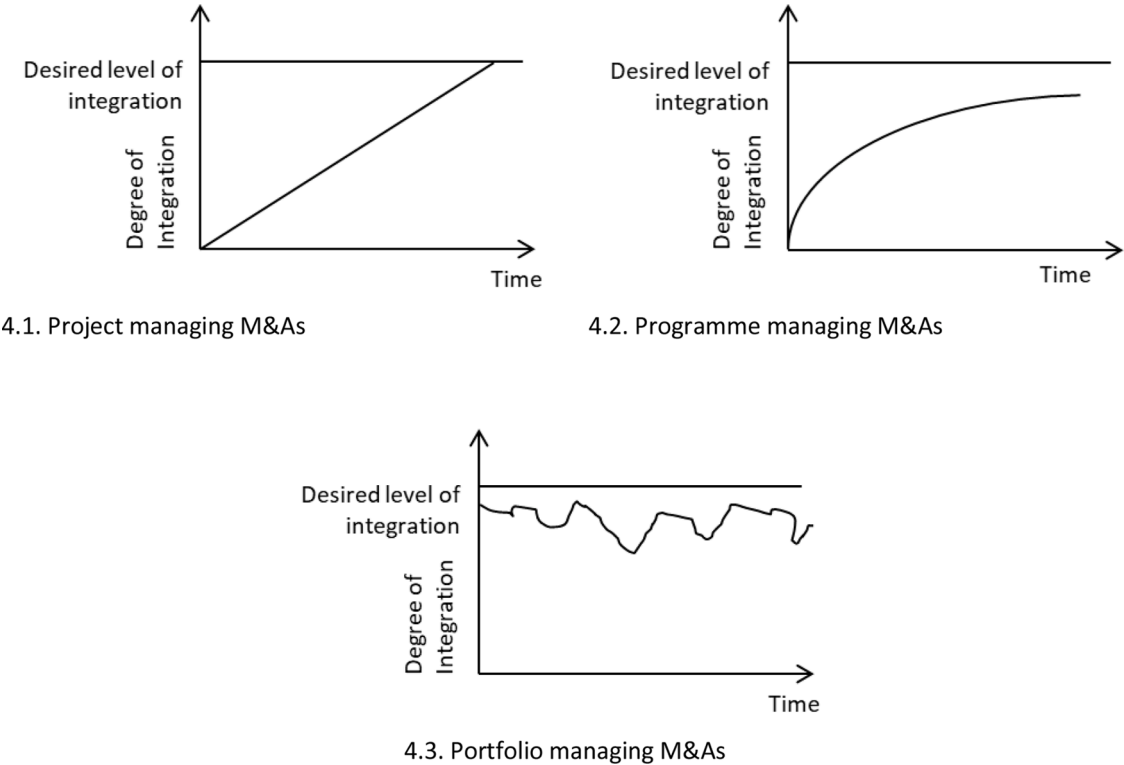 Desired level of
integration
Degree of
Integration
Time
4.1. Project managing M&As
Desired level of
integration
Degree of
Integration
Time
4.2. Programme managing M&As
Desired level of
integration
Degree of
Integration
Time
4.3. Portfolio managing M&As